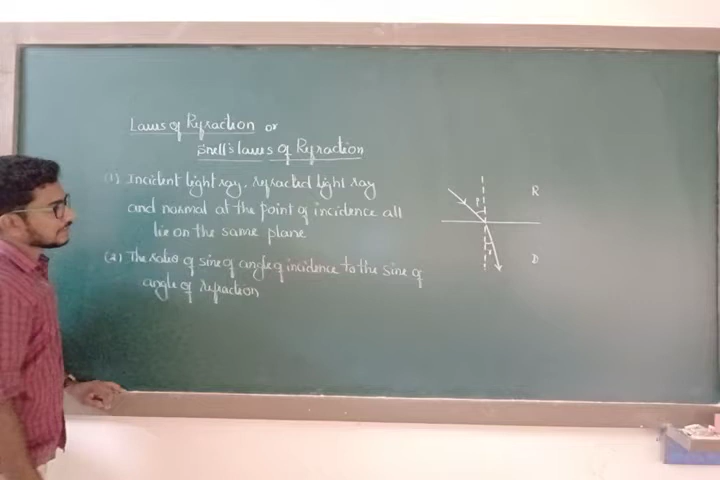 Laws of Refraction or
Snell's laws of Refraction
(1) Incident light ray, refracted light ray
and normal at the point of incidence all
lie on the same plane
(2) The ratio of sine of angle of incidence to the sine of
angle of refraction
R
i
r
D